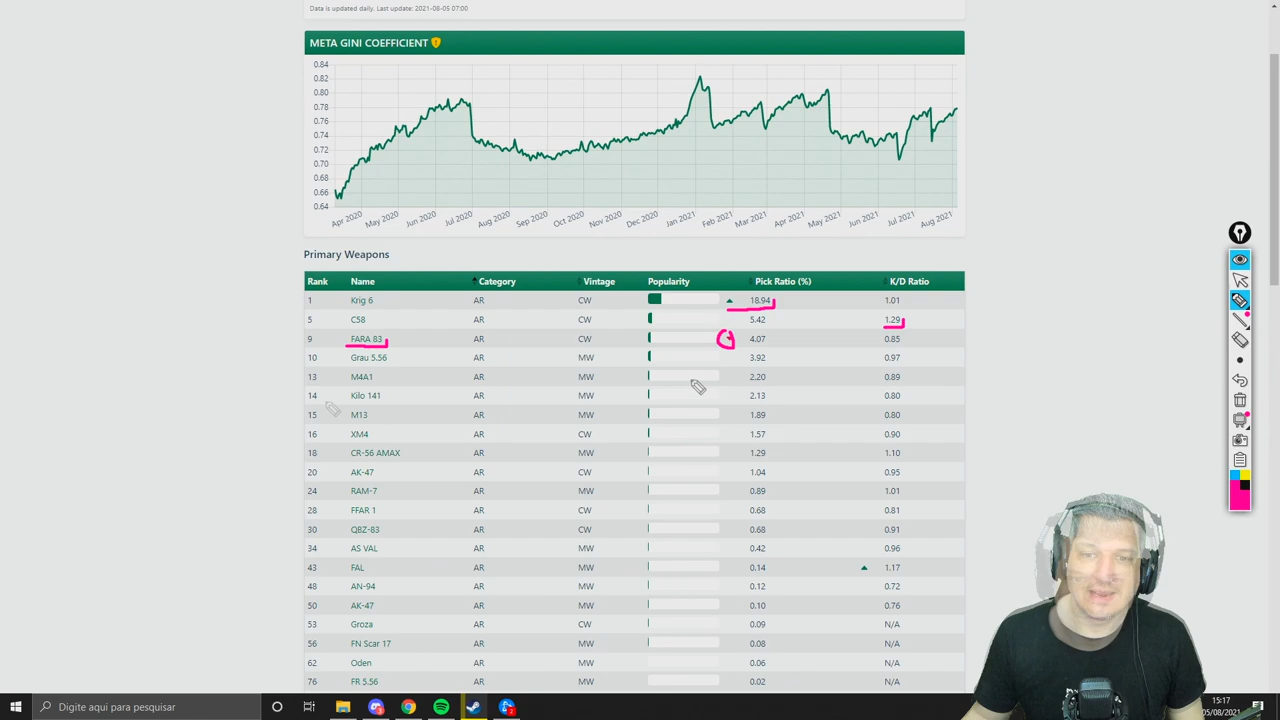 Data is updated daily. Last update: 2021-08-05 07:00
META GINI COEFFICIENT
0.84
0.82
0.80
0.78
0.76
0.74
0.72
0.70
0.68
0.66
0.64
Apr 2020 May 2020 Jun 2020 Jul 2020 Aug 2020 Sep 2020 Oct 2020 Nov 2020 Dec 2020 Jan 2021 Feb 2021 Mar 2021 Apr 2021 May 2021 Jun 2021 Jul 2021 Aug 2021
Primary Weapons
Rank Name Category Vintage Popularity Pick Ratio (%) K/D Ratio
1 Krig 6 AR CW 18.94 1.01
5 C58 AR CW 5.42 1.29
9 FARA 83 AR CW 4.07 0.85
10 Grau 5.56 AR MW 3.92 0.97
13 M4A1 AR MW 2.20 0.89
14 Kilo 141 AR MW 2.13 0.80
15 M13 AR MW 1.89 0.80
16 XM4 AR CW 1.57 0.90
18 CR-56 AMAX AR MW 1.29 1.10
20 AK-47 AR CW 1.04 0.95
24 RAM-7 AR MW 0.89 1.01
28 FFAR 1 AR CW 0.68 0.81
30 QBZ-83 AR CW 0.68 0.91
34 AS VAL AR MW 0.42 0.96
43 FAL AR MW 0.14 1.17
48 AN-94 AR MW 0.12 0.72
50 AK-47 AR MW 0.10 0.76
53 Groza AR CW 0.09 N/A
56 FN Scar 17 AR MW 0.08 N/A
62 Oden AR MW 0.06 N/A
76 FR 5.56 AR MW 0.02 N/A
Digite aqui para pesquisar
15:17
05/08/2021